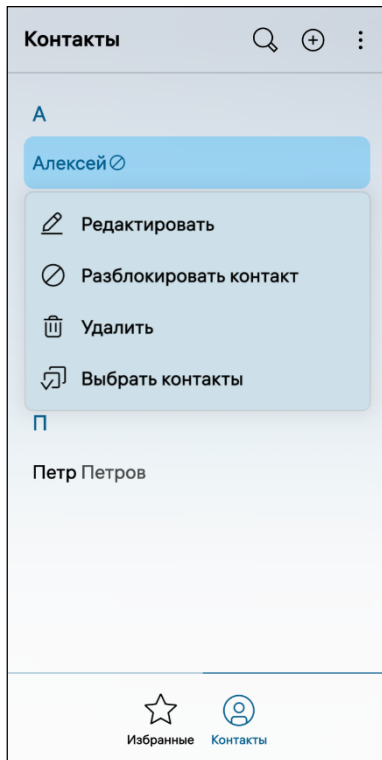 Контакты
А
Алексей
Редактировать
Разблокировать контакт
Удалить
Выбрать контакты
П
Петр Петров
Избранные Контакты